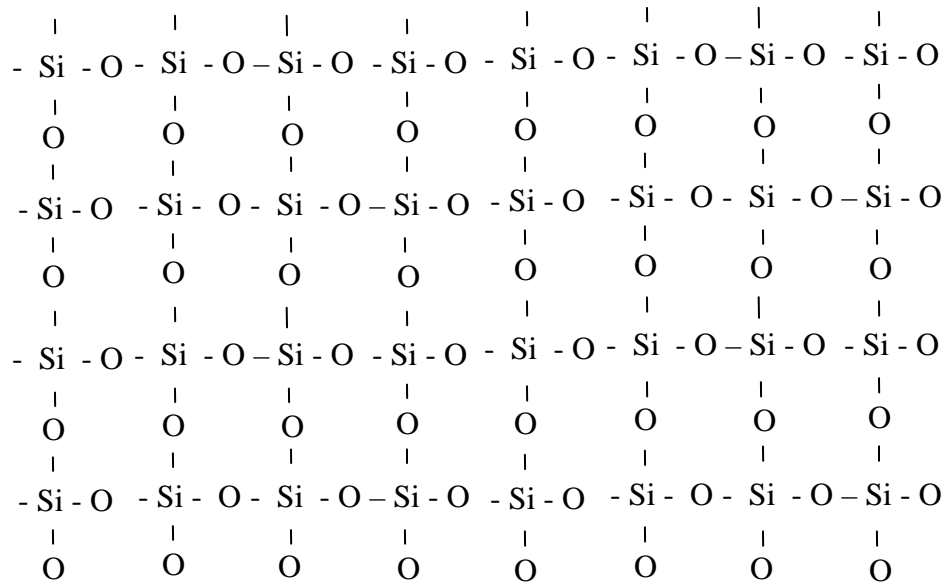 | | | | | | | |
- Si - O - Si - O – Si - O - Si - O - Si - O - Si - O – Si - O - Si - O
| | | | | | | |
O O O O O O O O
| | | | | | | |
- Si - O - Si - O - Si - O – Si - O - Si - O - Si - O - Si - O – Si - O
| | | | | | | |
O O O O O O O O
| | | | | | | |
- Si - O - Si - O – Si - O - Si - O - Si - O - Si - O – Si - O - Si - O
| | | | | | | |
O O O O O O O O
| | | | | | | |
- Si - O - Si - O - Si - O – Si - O - Si - O - Si - O - Si - O – Si - O
| | | | | | | |
O O O O O O O O